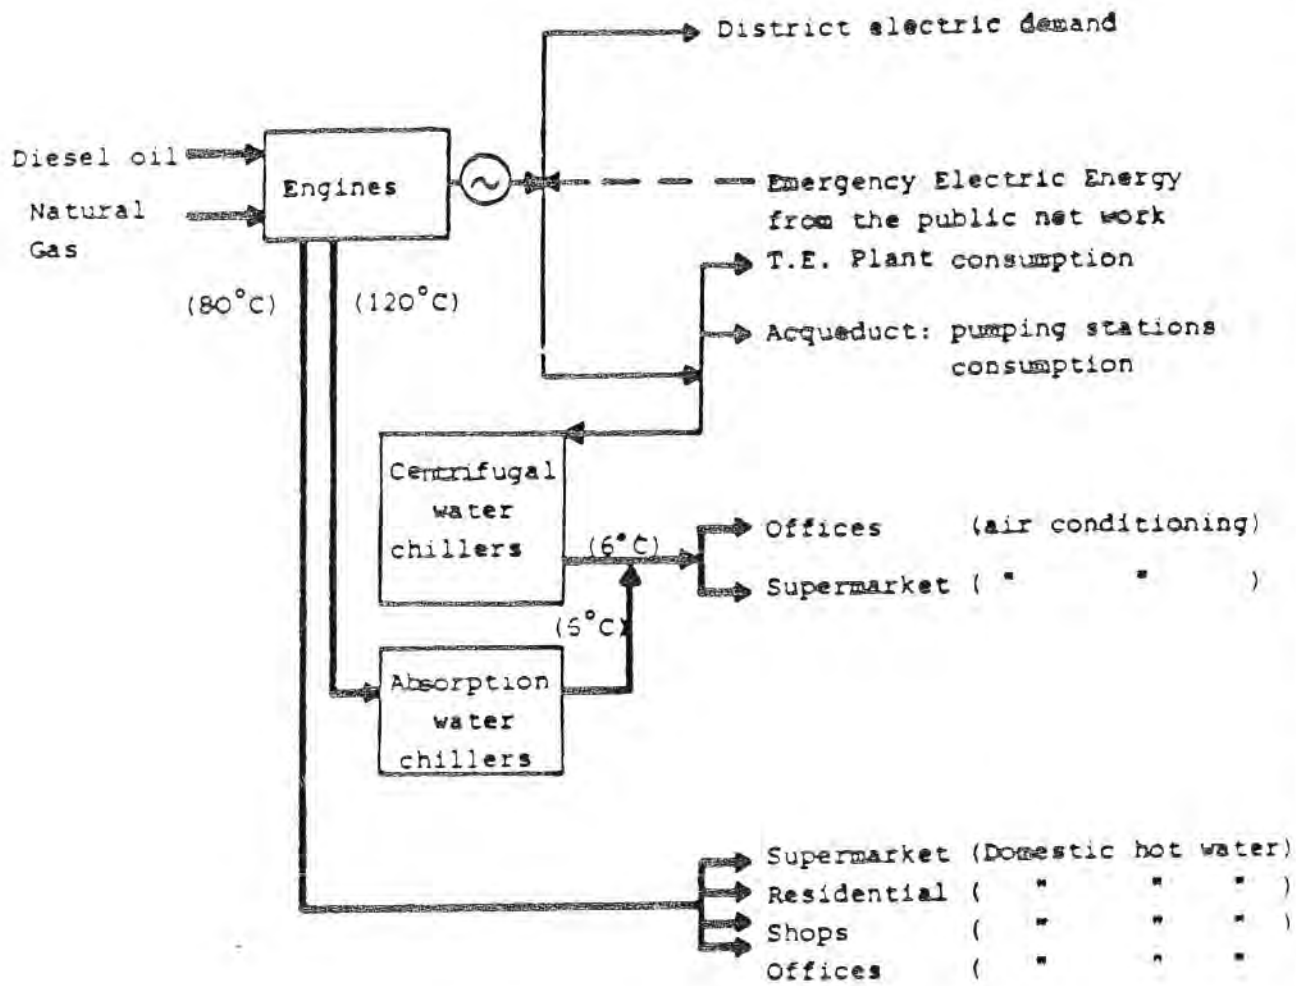 District electric demand
Diesel oil
Engines
~
Emergency Electric Energy
from the public net work
Natural
Gas
T.E. Plant consumption
(80°C)
(120°C)
Acqueduct: pumping stations
consumption
Centrifugal
water
chillers
(6°C)
Offices (air conditioning)
Supermarket ( " " )
(6°C)
Absorption
water
chillers
Supermarket (Domestic hot water)
Residential ( " " " )
Shops ( " " " )
Offices ( " " "